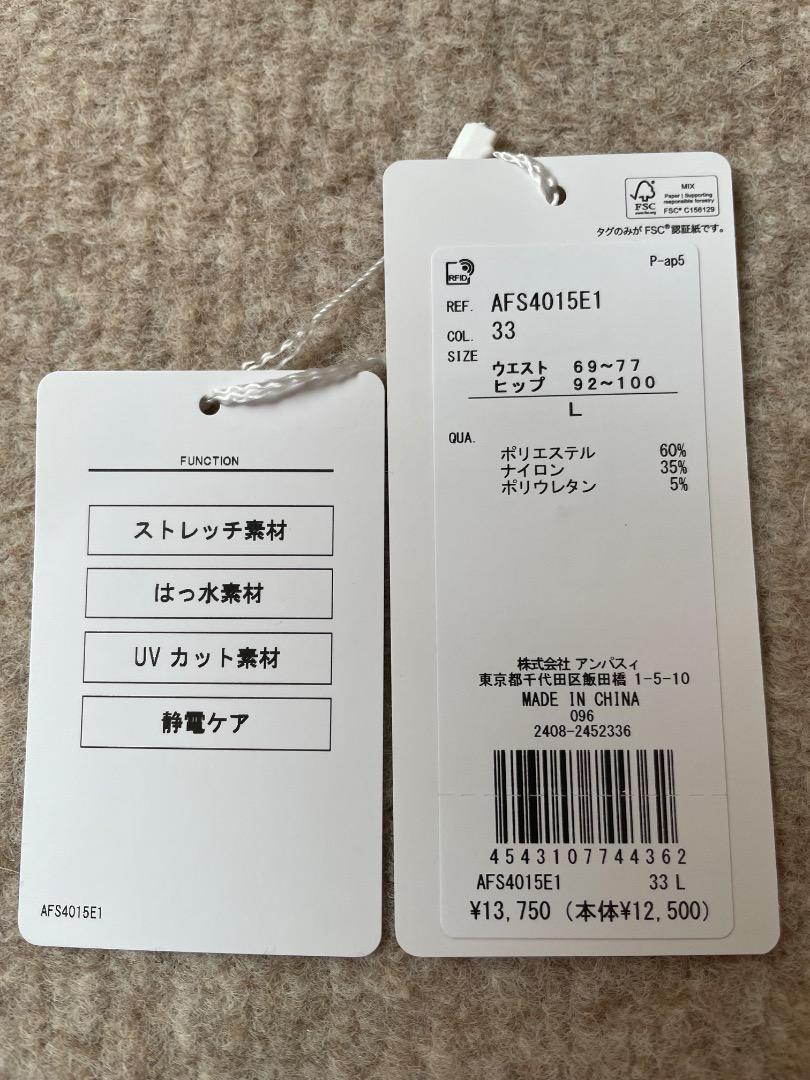 FUNCTION
ストレッチ素材
はっ水素材
UV カット素材
静電ケア
AFS4015E1
MIX
Paper | Supporting
responsible forestry
FSC® C156129
FSC
www.fsc.org
タグのみが FSC®認証紙です。
RFID
P-ap5
REF. AFS4015E1
COL. 33
SIZE
ウエスト 69~77
ヒップ 92~100
L
QUA.
ポリエステル 60%
ナイロン 35%
ポリウレタン 5%
株式会社 アンパスィ
東京都千代田区飯田橋 1-5-10
MADE IN CHINA
096
2408-2452336
4543107744362
AFS4015E1 33 L
¥13,750 (本体¥12,500)